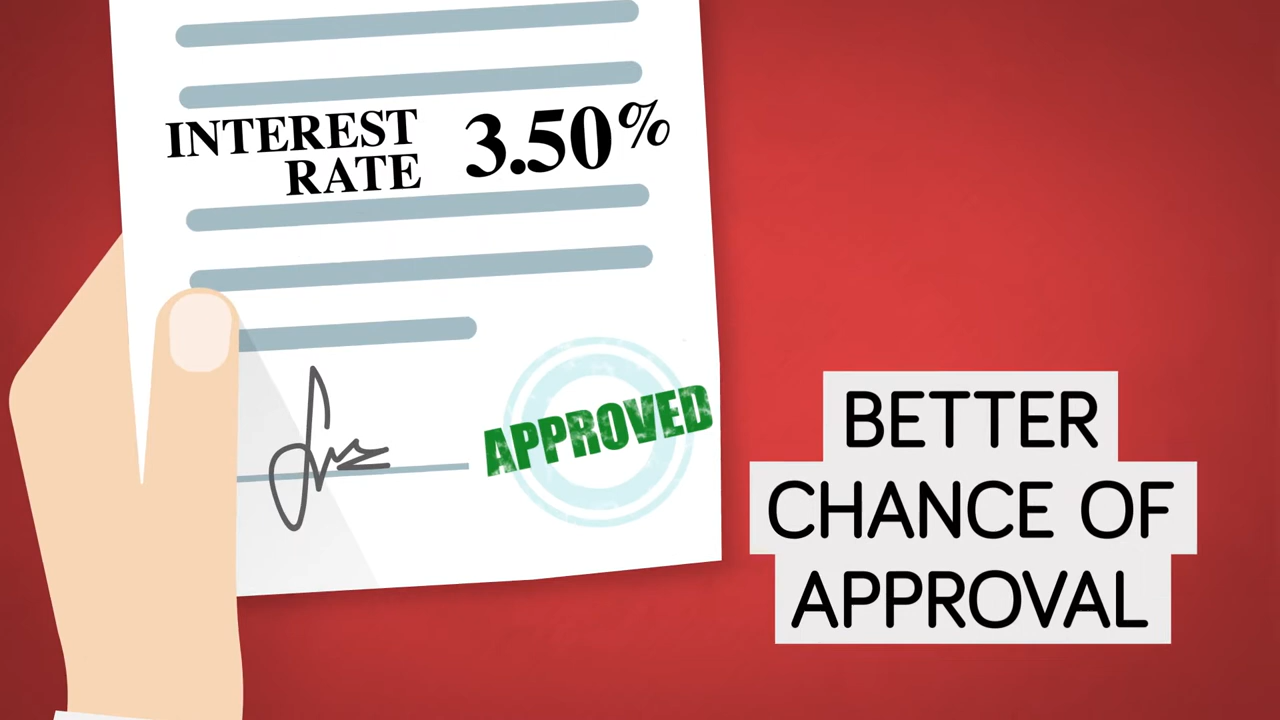 INTEREST
RATE
3.50%
APPROVED
BETTER
CHANCE OF
APPROVAL